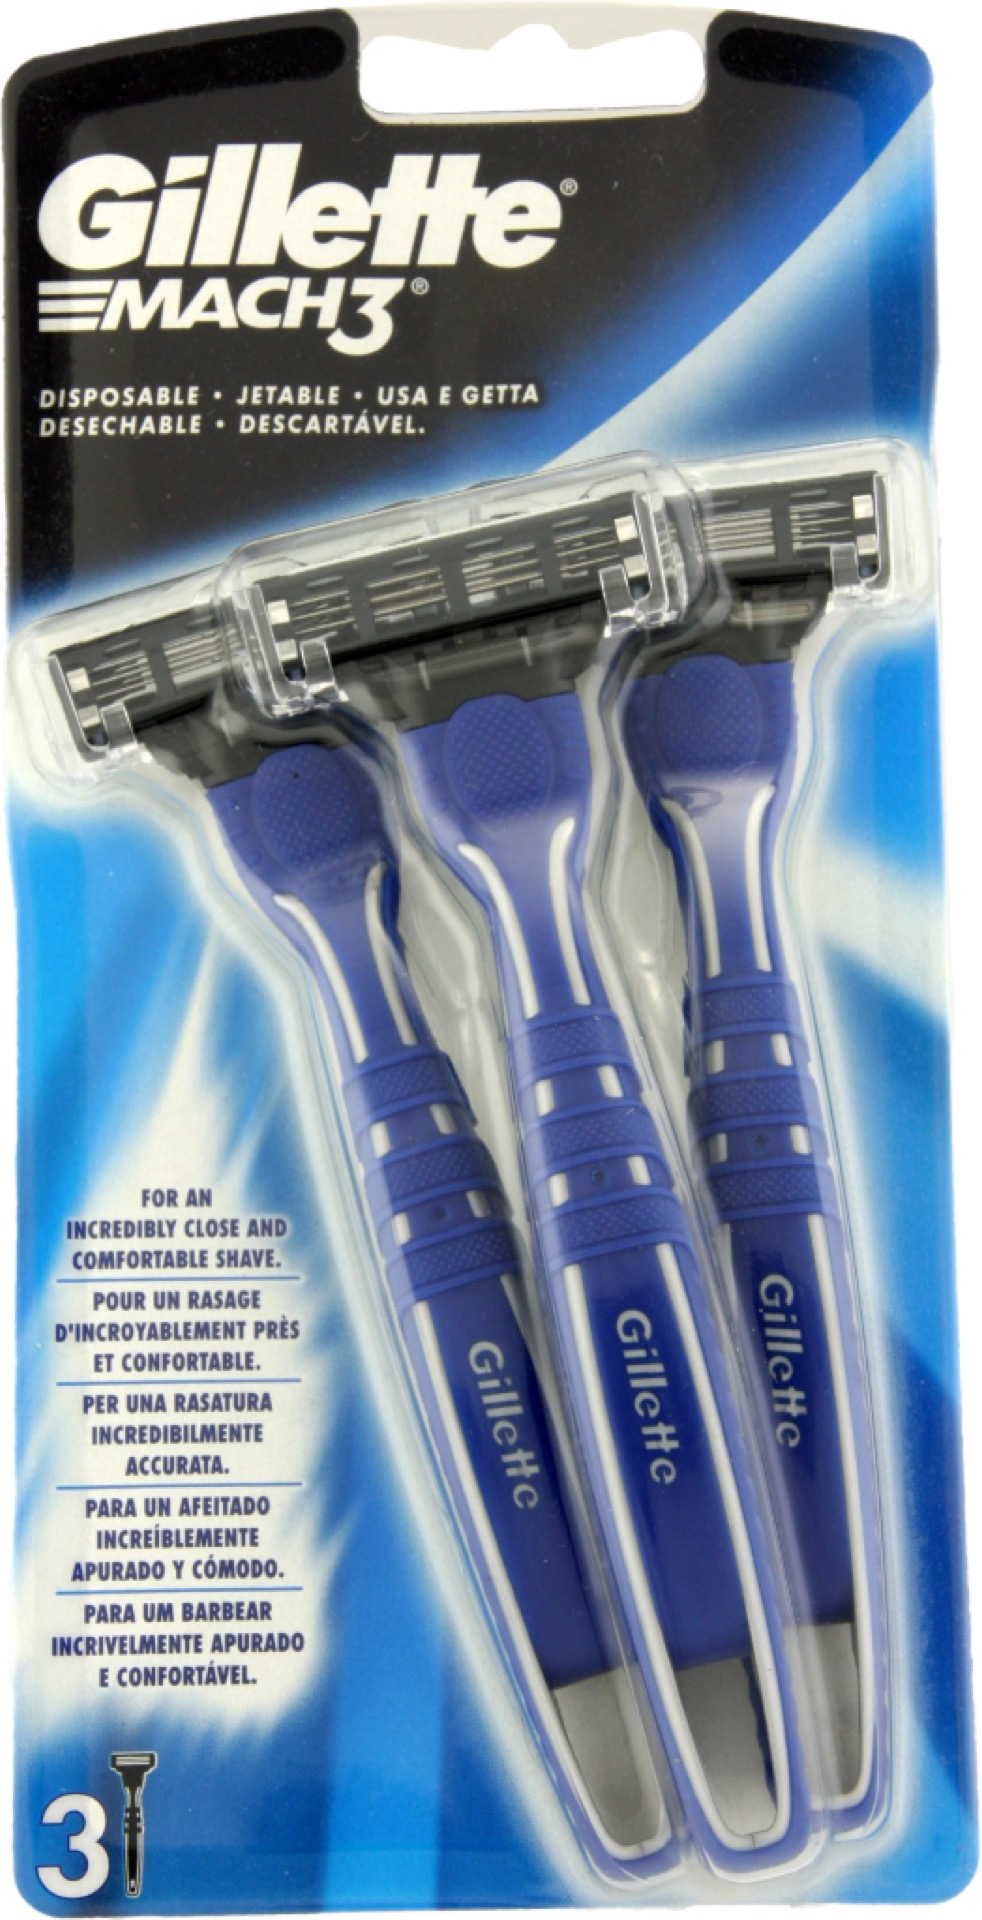 Gillette®
MACH3®
DISPOSABLE • JETABLE • USA E GETTA
DESECHABLE • DESCARTÁVEL.
FOR AN
INCREDIBLY CLOSE AND
COMFORTABLE SHAVE.
POUR UN RASAGE
D'INCROYABLEMENT PRÈS
ET CONFORTABLE.
PER UNA RASATURA
INCREDIBILMENTE
ACCURATA.
PARA UN AFEITADO
INCREÍBLEMENTE
APURADO Y CÓMODO.
PARA UM BARBEAR
INCRIVELMENTE APURADO
E CONFORTÁVEL.
3
Gillette
Gillette
Gillette